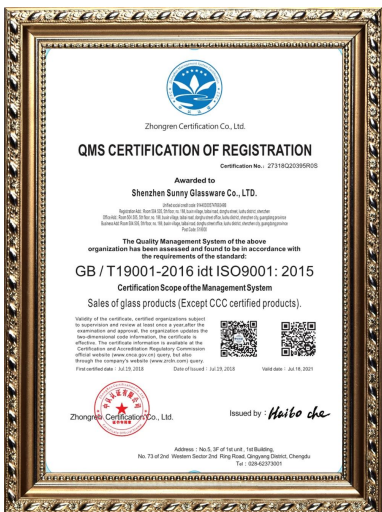 Zhongren Certification Co., Ltd.
QMS CERTIFICATION OF REGISTRATION
Certification No.: 27318Q20395R0S
Awarded to
Shenzhen Sunny Glassware Co., LTD.
The Quality Management System of the above
organization has been assessed and found to be in accordance with
the requirements of the standard:
GB / T19001-2016 idt ISO9001: 2015
Certification Scope of the Management System
Sales of glass products (Except CCC certified products).
Validity of the certificate, certified organizations subject
to supervision and review at least once a year.after the
examination and approval, the organization updates the
two-dimensional code information, the certificate is
effective. The certificate information is available at the
Certification and Accreditation Regulatory Commission
official website (www.cnca.gov.cn) query, but also
through the company's website (www.zrcln.com) query.
First certified date : Jul.19, 2018 Date of Issued : Jul.19, 2018 Valid date : Jul.18, 2021
Zhongren Certification Co., Ltd.
Issued by : Haibo che
Address : No.5, 3F of 1st unit , 1st Building,
No. 73 of 2nd Western Sector 2nd Ring Road, Qingyang District, Chengdu
Tel : 028-62373001